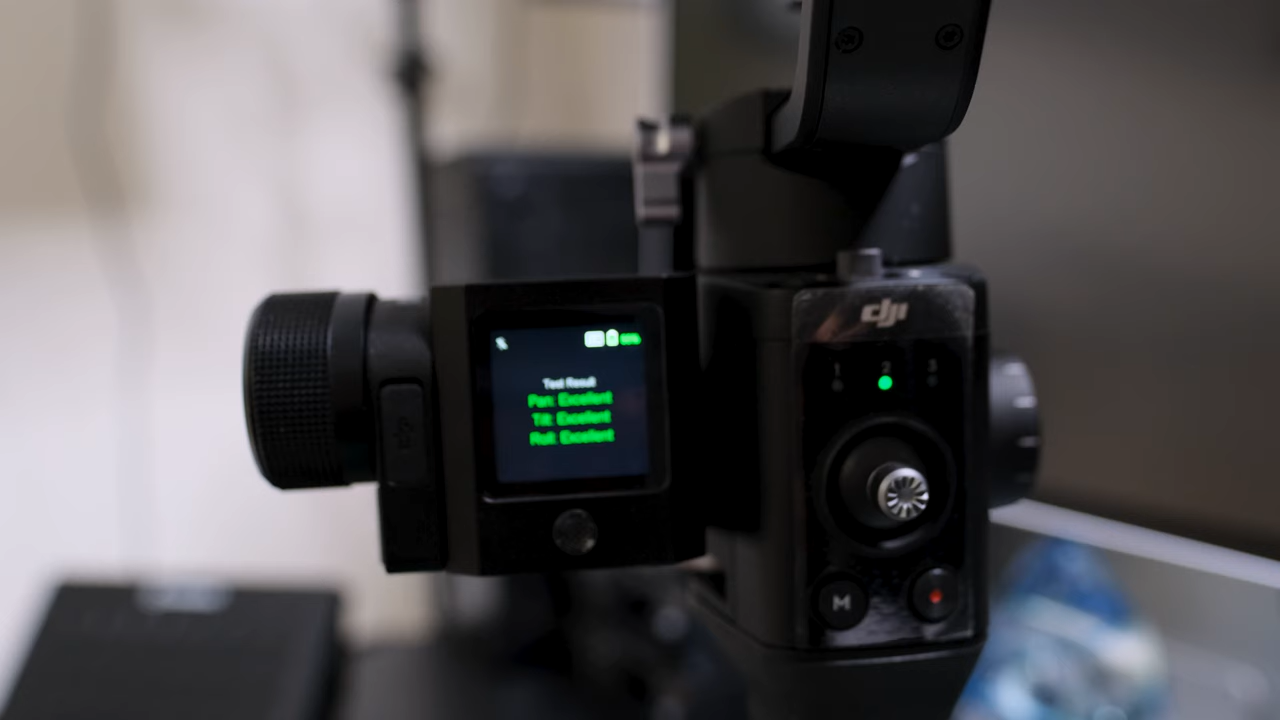 Test Result
Pan: Excellent
Tilt: Excellent
Roll: Excellent
dji
1 2 3
M